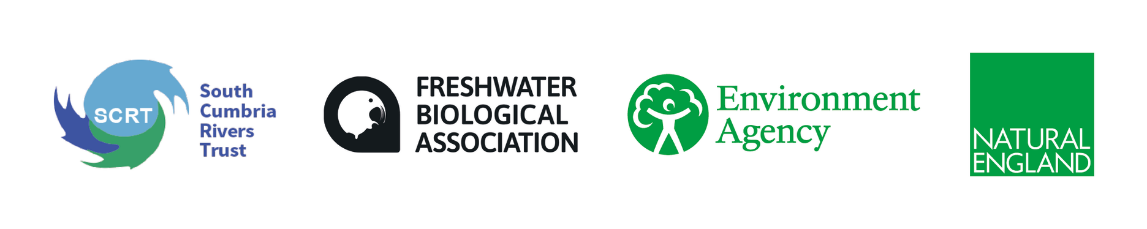 SCRT
South
Cumbria
Rivers
Trust
FRESHWATER
BIOLOGICAL
ASSOCIATION
Environment
Agency
NATURAL
ENGLAND